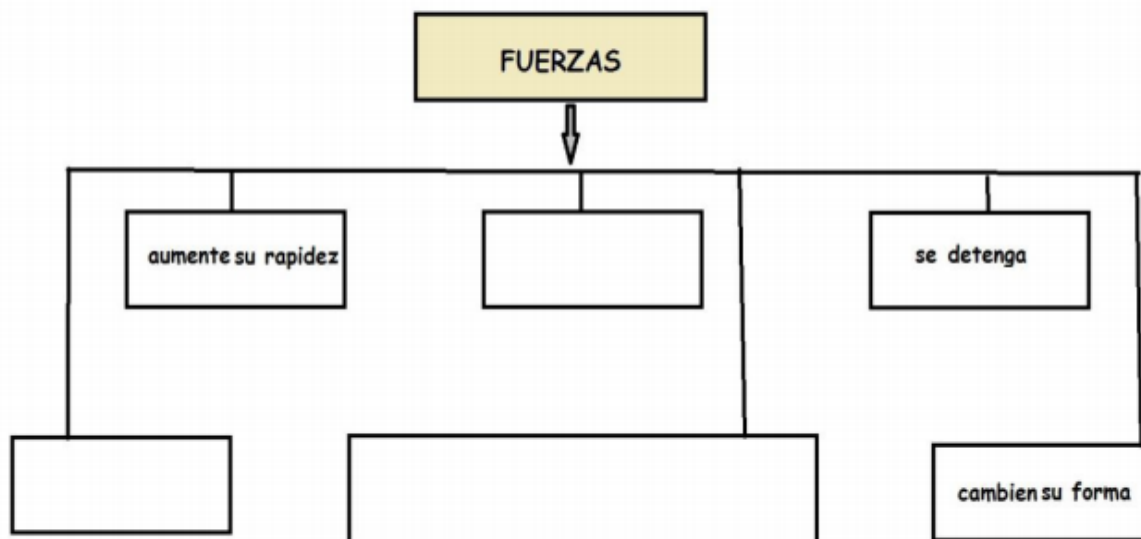 FUERZAS
aumente su rapidez
se detenga
cambien su forma